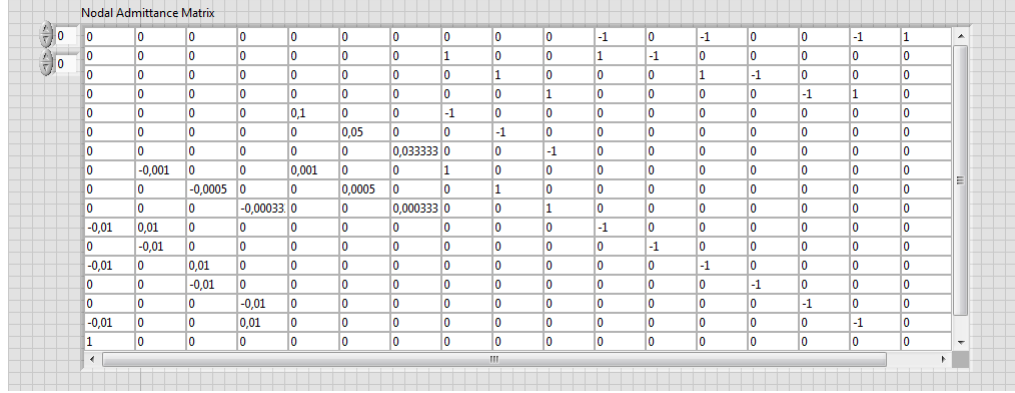 Nodal Admittance Matrix
0 0 0 0 0 0 0 0 0 0 0 -1 0 -1 0 0 -1 1
0 0 0 0 0 0 0 0 1 0 0 1 -1 0 0 0 0 0
0 0 0 0 0 0 0 0 1 0 0 0 1 -1 0 0 0
0 0 0 0 0 0 0 0 0 1 0 0 0 0 -1 1 0
0 0 0 0 0,1 0 0 -1 0 0 0 0 0 0 0 0 0
0 0 0 0 0 0,05 0 0 -1 0 0 0 0 0 0 0 0
0 0 0 0 0 0 0,033333 0 0 -1 0 0 0 0 0 0 0
0 -0,001 0 0 0,001 0 0 1 0 0 0 0 0 0 0 0 0
0 0 -0,0005 0 0 0,0005 0 0 1 0 0 0 0 0 0 0 0
0 0 0 -0,00033. 0 0 0,000333 0 0 1 0 0 0 0 0 0 0
-0,01 0,01 0 0 0 0 0 0 0 0 -1 0 0 0 0 0 0
0 -0,01 0 0 0 0 0 0 0 0 0 -1 0 0 0 0 0
-0,01 0 0,01 0 0 0 0 0 0 0 0 0 -1 0 0 0 0
0 0 -0,01 0 0 0 0 0 0 0 0 0 0 -1 0 0 0
0 0 0 -0,01 0 0 0 0 0 0 0 0 0 0 -1 0 0
-0,01 0 0 0,01 0 0 0 0 0 0 0 0 0 0 0 -1 0
1 0 0 0 0 0 0 0 0 0 0 0 0 0 0 0 0